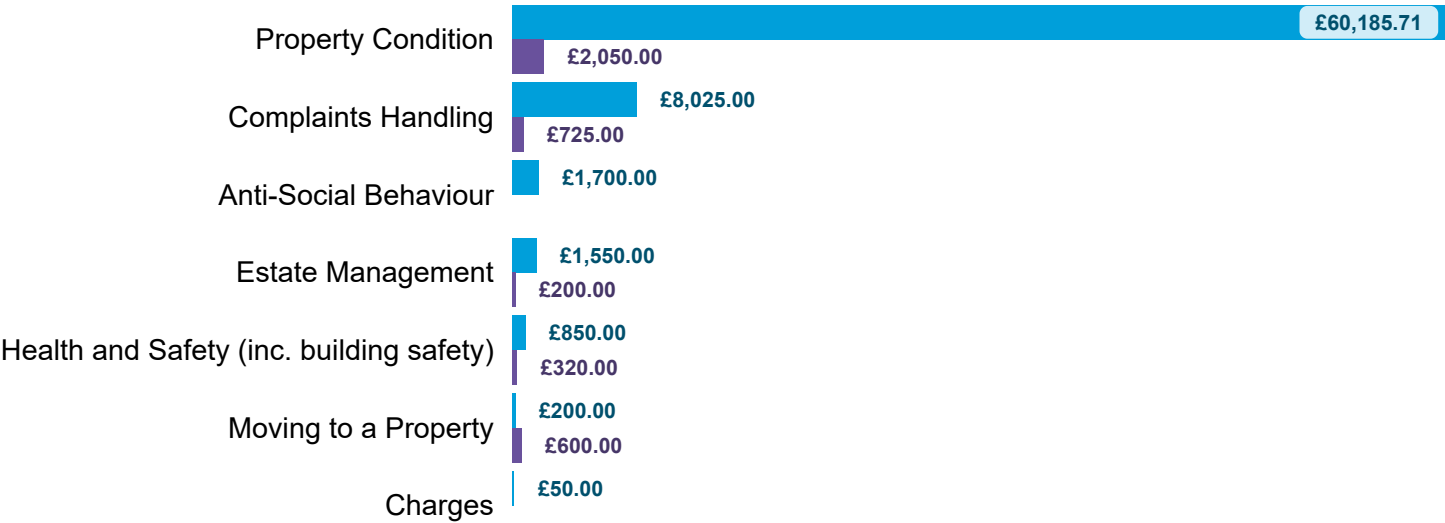 £60,185.71
Property Condition
£2,050.00
£8,025.00
Complaints Handling
£725.00
£1,700.00
Anti-Social Behaviour
£1,550.00
Estate Management
£200.00
£850.00
Health and Safety (inc. building safety)
£320.00
£200.00
Moving to a Property
£600.00
£50.00
Charges